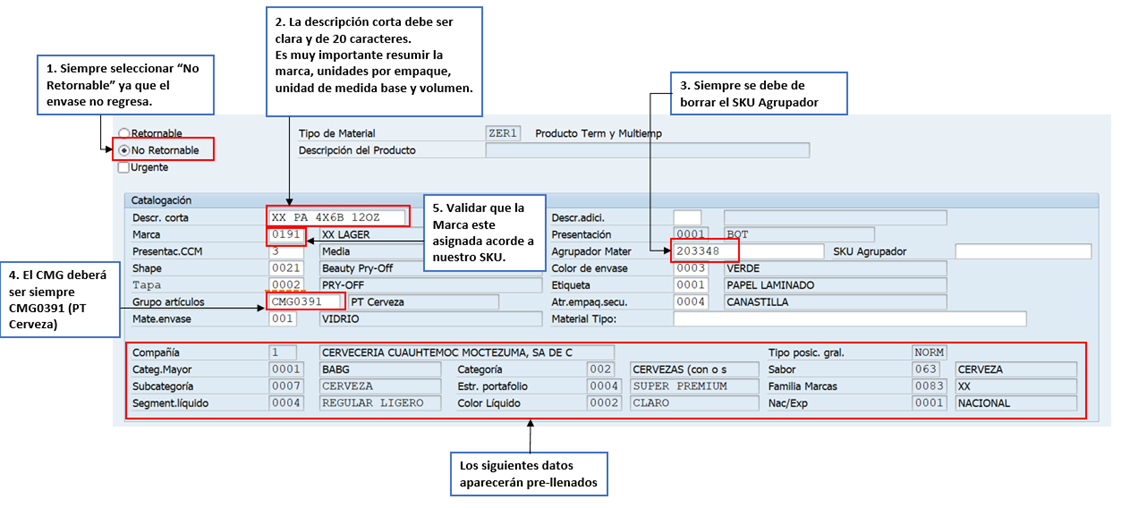 2. La descripción corta debe ser
clara y de 20 caracteres.
Es muy importante resumir la
marca, unidades por empaque,
unidad de medida base y volumen.
1. Siempre seleccionar “No
Retornable” ya que el
envase no regresa.
3. Siempre se debe de
borrar el SKU Agrupador
Retornable
No Retornable
Urgente
Tipo de Material ZER1 Producto Term y Multiemp
Descripción del Producto
Catalogación
5. Validar que la
Marca este
asignada acorde a
nuestro SKU.
4. El CMG deberá
ser siempre
CMG0391 (PT
Cerveza)
Descr. corta XX PA 4X6B 12OZ Descr.adici.
Marca 0191 XX LAGER Presentación 0001 BOT
Presentac.CCM 3 Media Agrupador Mater 203348 SKU Agrupador
Shape 0021 Beauty Pry-Off Color de envase 0003 VERDE
Tapa 0002 PRY-OFF Etiqueta 0001 PAPEL LAMINADO
Grupo artículos CMG0391 PT Cerveza Atr.empaq.secu. 0004 CANASTILLA
Mate.envase 001 VIDRIO Material Tipo:
Compañía 1 CERVECERIA CUAUHTEMOC MOCTEZUMA, SA DE C Tipo posic. gral. NORM
Categ.Mayor 0001 BABG Categoría 002 CERVEZAS (con o s Sabor 063 CERVEZA
Subcategoría 0007 CERVEZA Estr. portafolio 0004 SUPER PREMIUM Familia Marcas 0083 XX
Segment.líquido 0004 REGULAR LIGERO Color Líquido 0002 CLARO Nac/Exp 0001 NACIONAL
Los siguientes datos
aparecerán pre-llenados